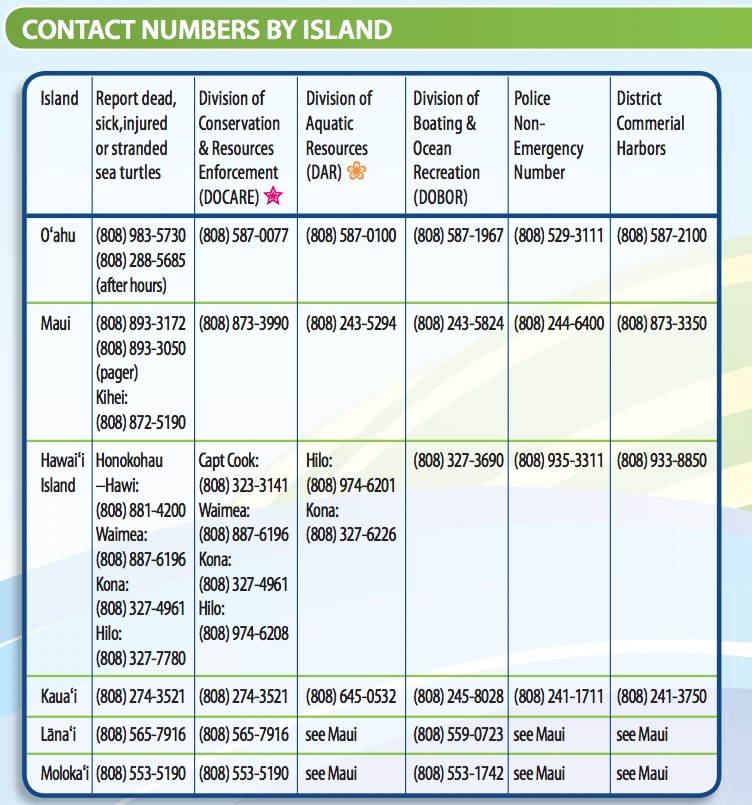 CONTACT NUMBERS BY ISLAND
Island
Report dead,
sick,injured
or stranded
sea turtles
Division of
Conservation
& Resources
Enforcement
(DOCARE)
Division of
Aquatic
Resources
(DAR)
Division of
Boating &
Ocean
Recreation
(DOBOR)
Police
Non-
Emergency
Number
District
Commerial
Harbors
Oʻahu
(808) 983-5730
(808) 288-5685
(after hours)
(808) 587-0077
(808) 587-0100
(808) 587-1967
(808) 529-3111
(808) 587-2100
Maui
(808) 893-3172
(808) 893-3050
(pager)
Kihei:
(808) 872-5190
(808) 873-3990
(808) 243-5294
(808) 243-5824
(808) 244-6400
(808) 873-3350
Hawaiʻi
Island
Honokohau
–Hawi:
(808) 881-4200
Waimea:
(808) 887-6196
Kona:
(808) 327-4961
Hilo:
(808) 327-7780
Capt Cook:
(808) 323-3141
Waimea:
(808) 887-6196
Kona:
(808) 327-4961
Hilo:
(808) 974-6208
Hilo:
(808) 974-6201
Kona:
(808) 327-6226
(808) 327-3690
(808) 935-3311
(808) 933-8850
Kauaʻi
(808) 274-3521
(808) 274-3521
(808) 645-0532
(808) 245-8028
(808) 241-1711
(808) 241-3750
Lānaʻi
(808) 565-7916
(808) 565-7916
see Maui
(808) 559-0723
see Maui
see Maui
Molokaʻi
(808) 553-5190
(808) 553-5190
see Maui
(808) 553-1742
see Maui
see Maui